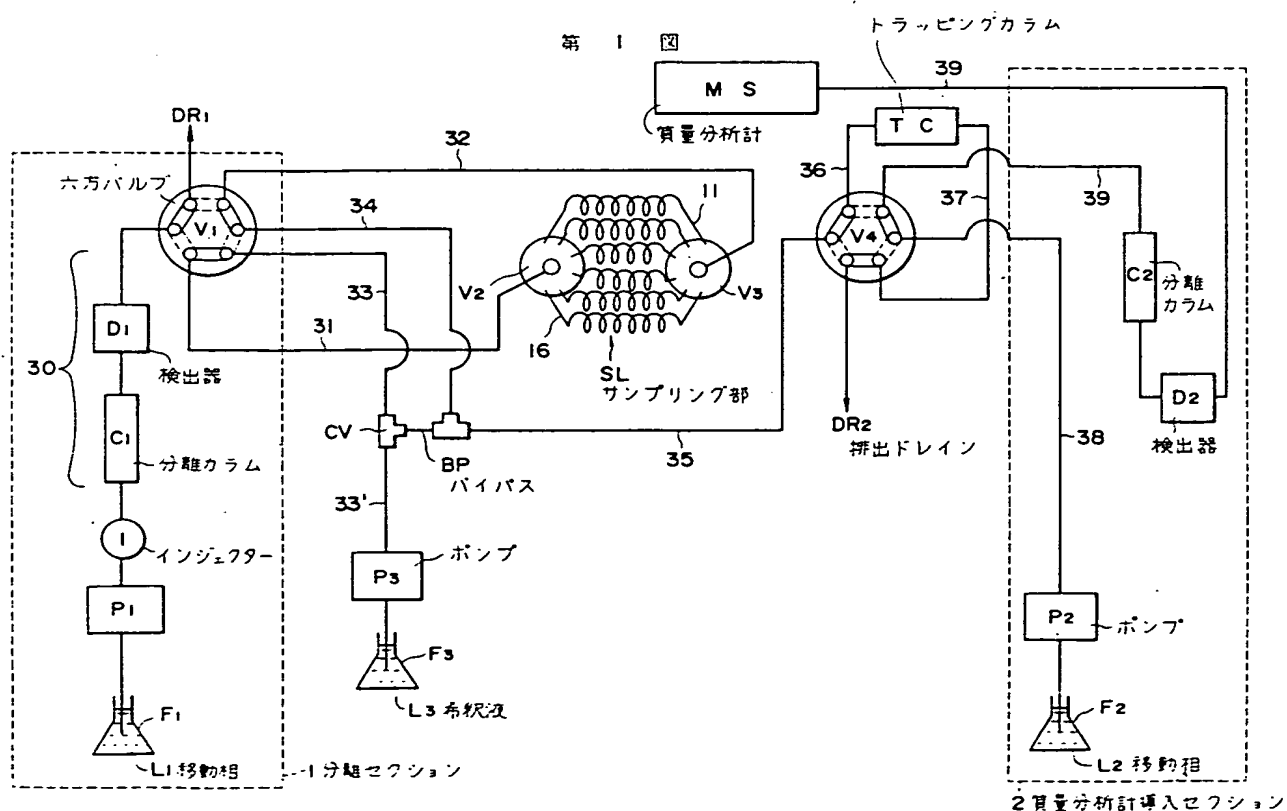 第 1 図
トラッピングカラム
M S
39
質量分析計
T C
DR1
六方バルブ
V1
32
34
33
31
11
V2
V3
16
SL
サンプリング部
36
37
39
V4
C2
分離
カラム
D2
検出器
DR2
排出ドレイン
38
35
30
D1
検出器
C1
分離カラム
I
インジェクター
P1
F1
L1移動相
1分離セクション
CV
BP
バイパス
33'
P3
ポンプ
F3
L3希釈液
P2
ポンプ
F2
L2移動相
2質量分析計導入セクション